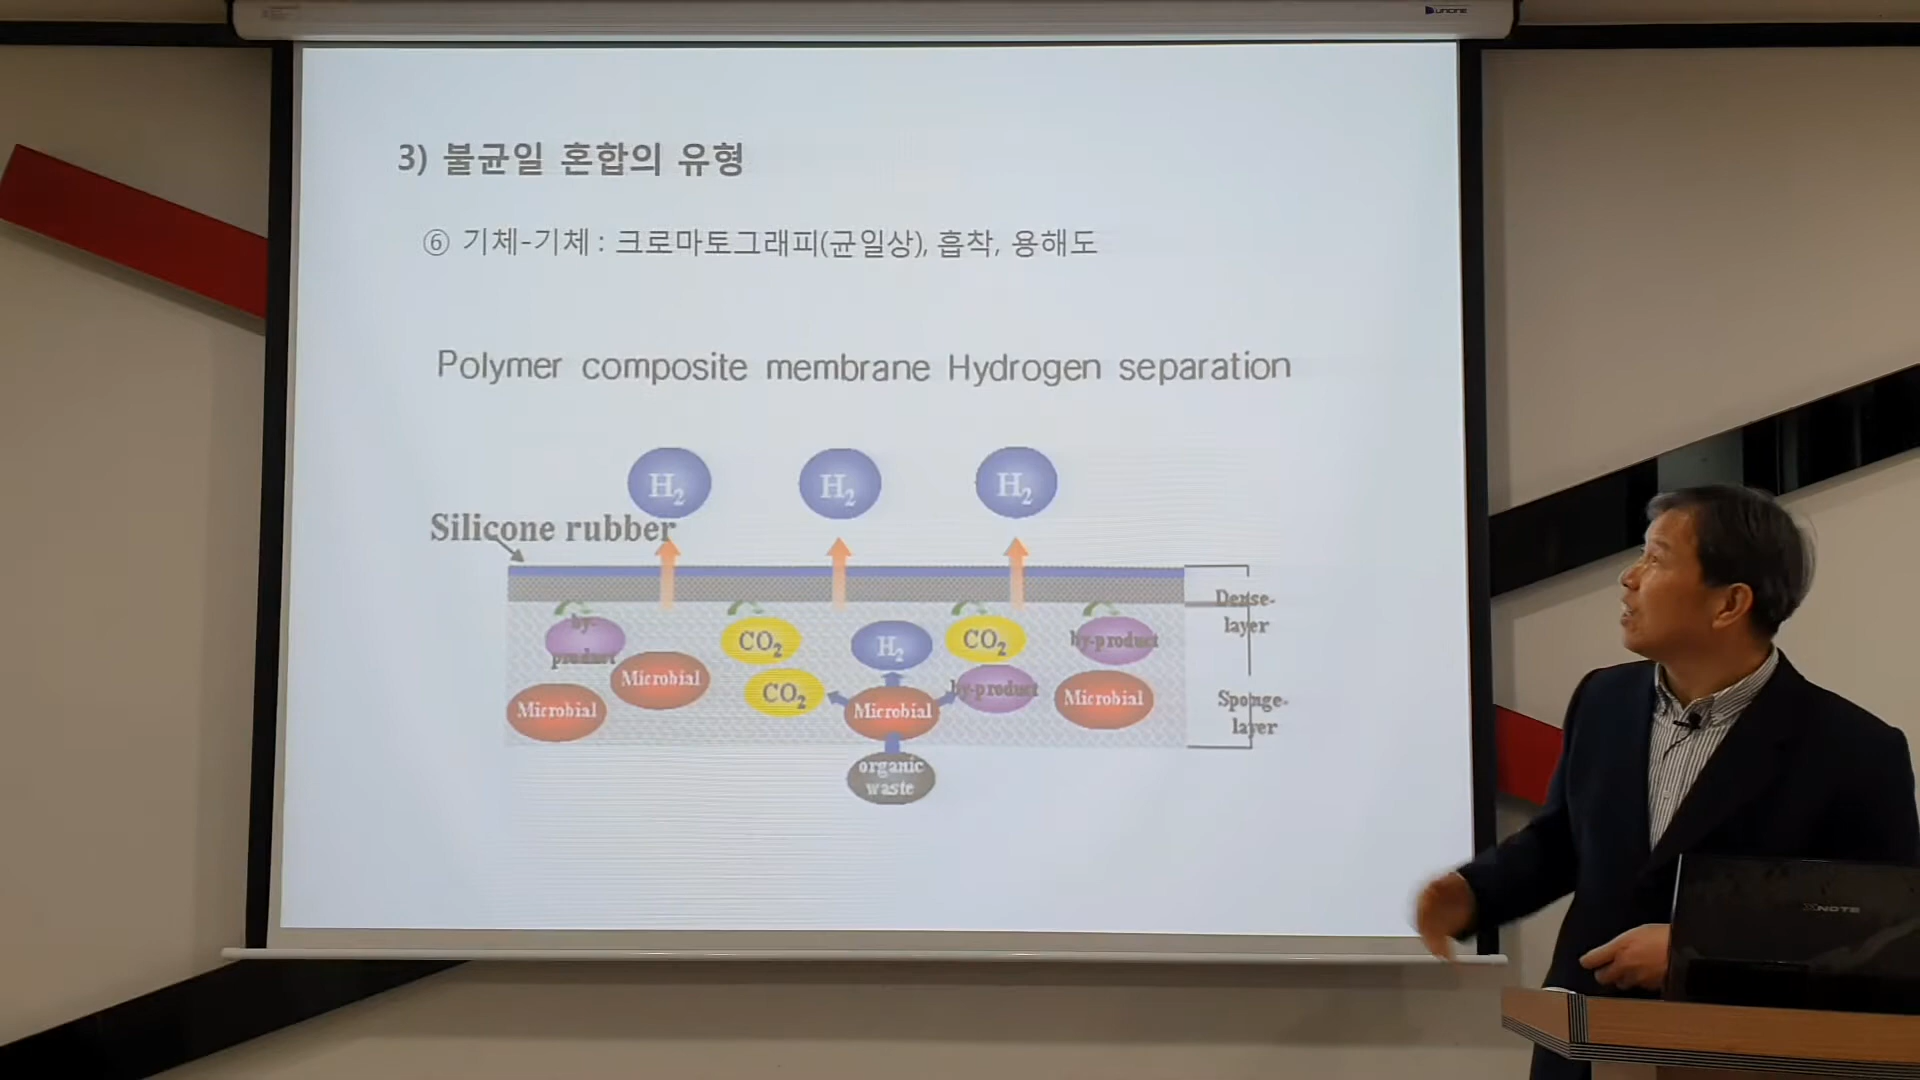 UNICINE
3) 불균일 혼합의 유형
⑥ 기체-기체 : 크로마토그래피(균일상), 흡착, 용해도
Polymer composite membrane Hydrogen separation
H2 H2 H2
Silicone rubber
Dense-
layer
by-
product
CO2 H2 CO2 by-product
Microbial CO2 by-product
Microbial Microbial Microbial
Sponge-
layer
organic
waste
XNOTE